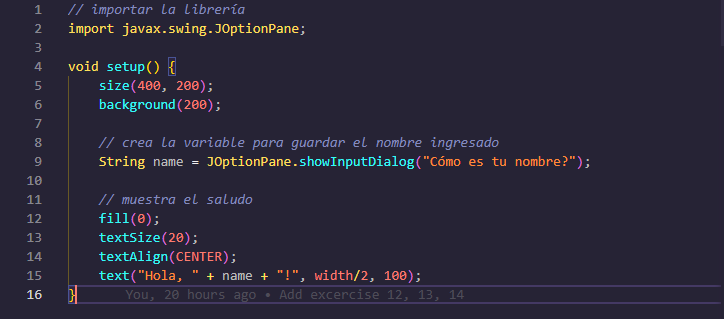 1 // importar la librería
2 import javax.swing.JOptionPane;
3
4 void setup() {
5 size(400, 200);
6 background(200);
7
8 // crea la variable para guardar el nombre ingresado
9 String name = JOptionPane.showInputDialog("Cómo es tu nombre?");
10
11 // muestra el saludo
12 fill(0);
13 textSize(20);
14 textAlign(CENTER);
15 text("Hola, " + name + "!", width/2, 100);
16 } You, 20 hours ago • Add excercise 12, 13, 14